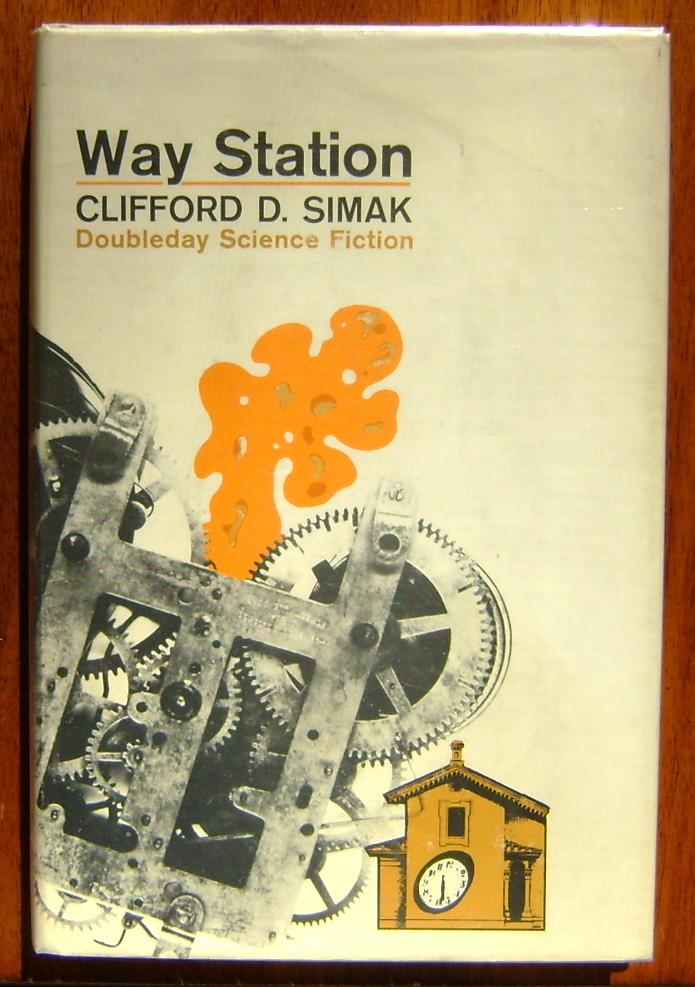 Way Station
CLIFFORD D. SIMAK
Doubleday Science Fiction